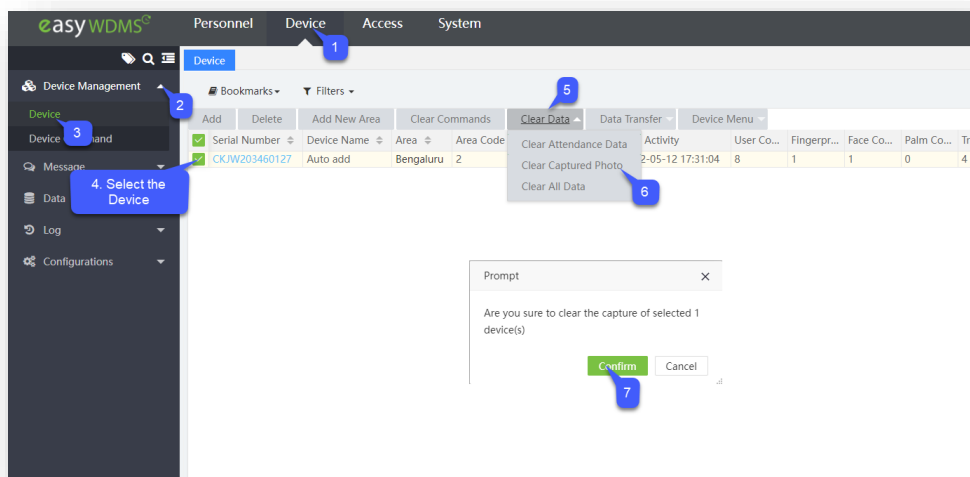 easy WDMS
Personnel Device Access System
1
Device
Device Management
2
Bookmarks Filters
5
Device
3
Add Delete Add New Area Clear Commands Clear Data Data Transfer Device Menu
Serial Number Device Name Area Area Code Activity User Co... Fingerpr... Face Co... Palm Co...
CKJW203460127 Auto add Bengaluru 2 2-05-12 17:31:04 8 1 1 0 4
Clear Attendance Data
Clear Captured Photo
Clear All Data
6
Message
4. Select the
Device
Data
Log
Configurations
Prompt
Are you sure to clear the capture of selected 1
device(s)
Confirm Cancel
7